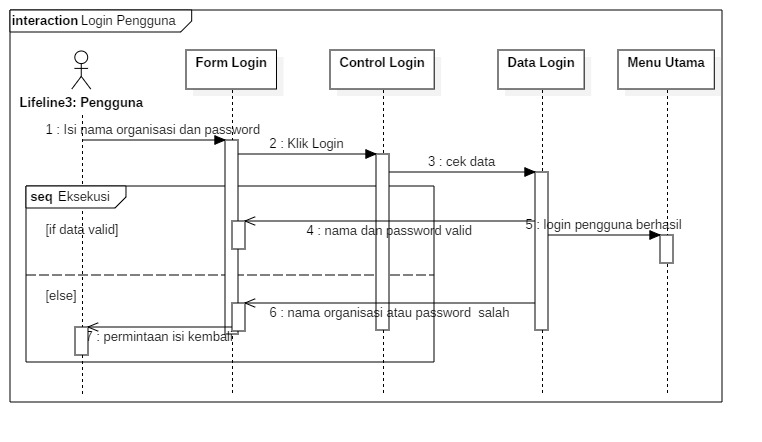 interaction Login Pengguna
Form Login
Control Login
Data Login
Menu Utama
Lifeline3: Pengguna
1 : Isi nama organisasi dan password
2 : Klik Login
3 : cek data
seq Eksekusi
[if data valid]
4 : nama dan password valid
5 : login pengguna berhasil
[else]
6 : nama organisasi atau password salah
7 : permintaan isi kembali